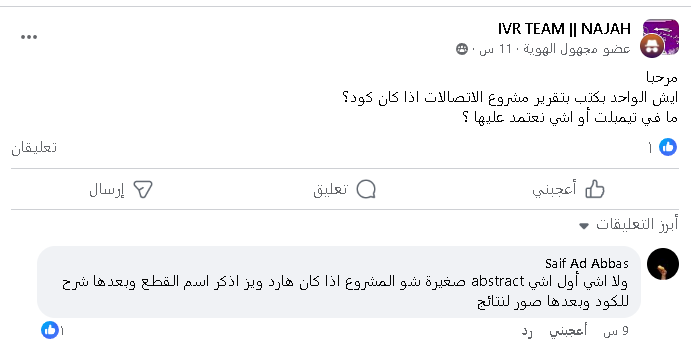 IVR TEAM || NAJAH
عضو مجهول الهوية · 11 س ·
مرحبا
ايش الواحد بكتب بتقرير مشروع الاتصالات اذا كان كود؟
ما في تيمبلت أو اشي نعتمد عليها ؟
١
تعليقان
أعجبني
تعليق
إرسال
أبرز التعليقات
Saif Ad Abbas
ولا اشي أول اشي abstract صغيرة شو المشروع اذا كان هارد ويز اذكر اسم القطع وبعدها شرح
للكود وبعدها صور لنتائج
9 س أعجبني رد ١